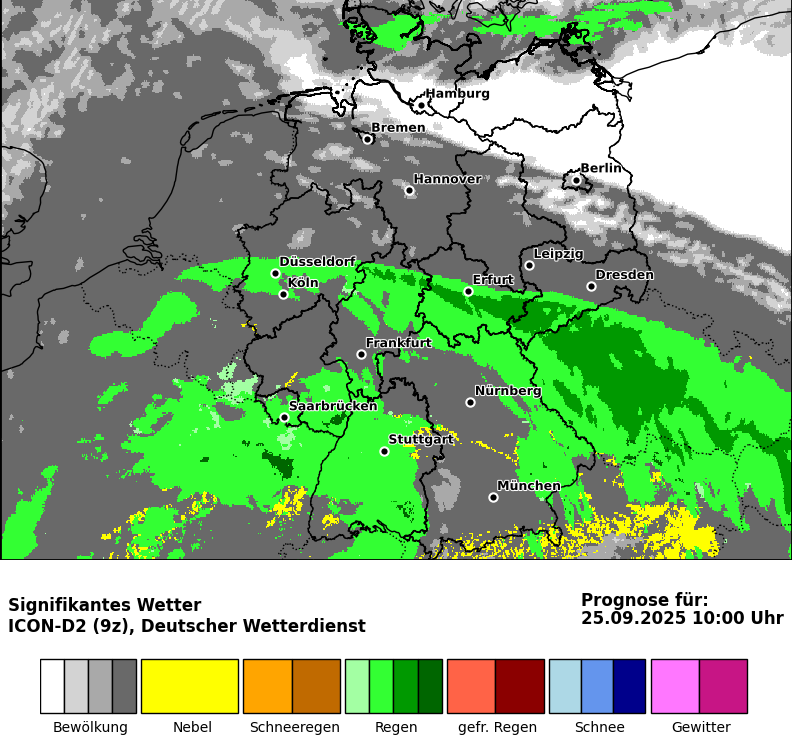 Hamburg
Bremen
Berlin
Hannover
Leipzig
Düsseldorf
Dresden
Köln
Erfurt
Frankfurt
Nürnberg
Saarbrücken
Stuttgart
München
Signifikantes Wetter
ICON-D2 (9z), Deutscher Wetterdienst
Prognose für:
25.09.2025 10:00 Uhr
Bewölkung
Nebel
Schneeregen
Regen
gefr. Regen
Schnee
Gewitter